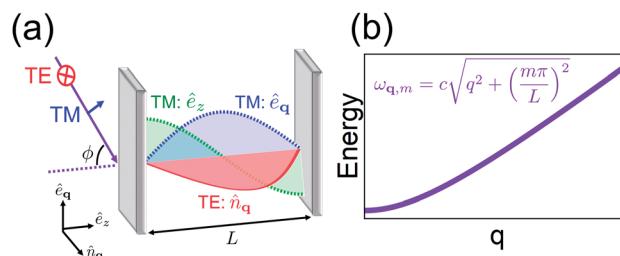 (a)
TE
TM
ϕ
TM: ê_z
TM: ê_q
TE: n̂_q
L
ê_q
ê_z
n̂_q
(b)
ω_{q,m} = c√(q² + (mπ/L)²)
Energy
q